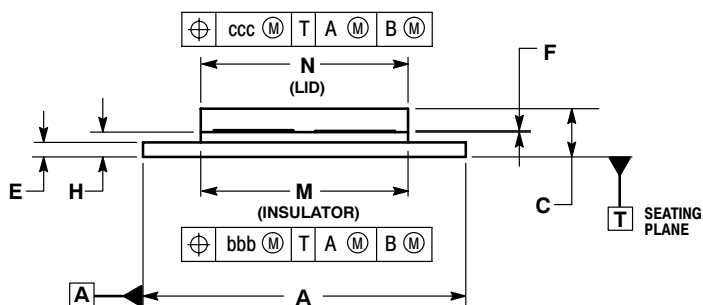 ⌖ ccc Ⓜ T A Ⓜ B Ⓜ
N
(LID)
F
E
H
M
(INSULATOR)
C
T SEATING
PLANE
⌖ bbb Ⓜ T A Ⓜ B Ⓜ
A
A